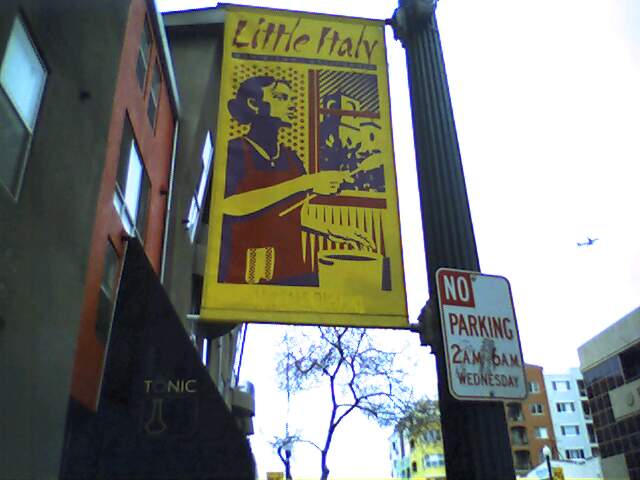 Little Italy
NO
PARKING
2AM 6AM
WEDNESDAY
TONIC